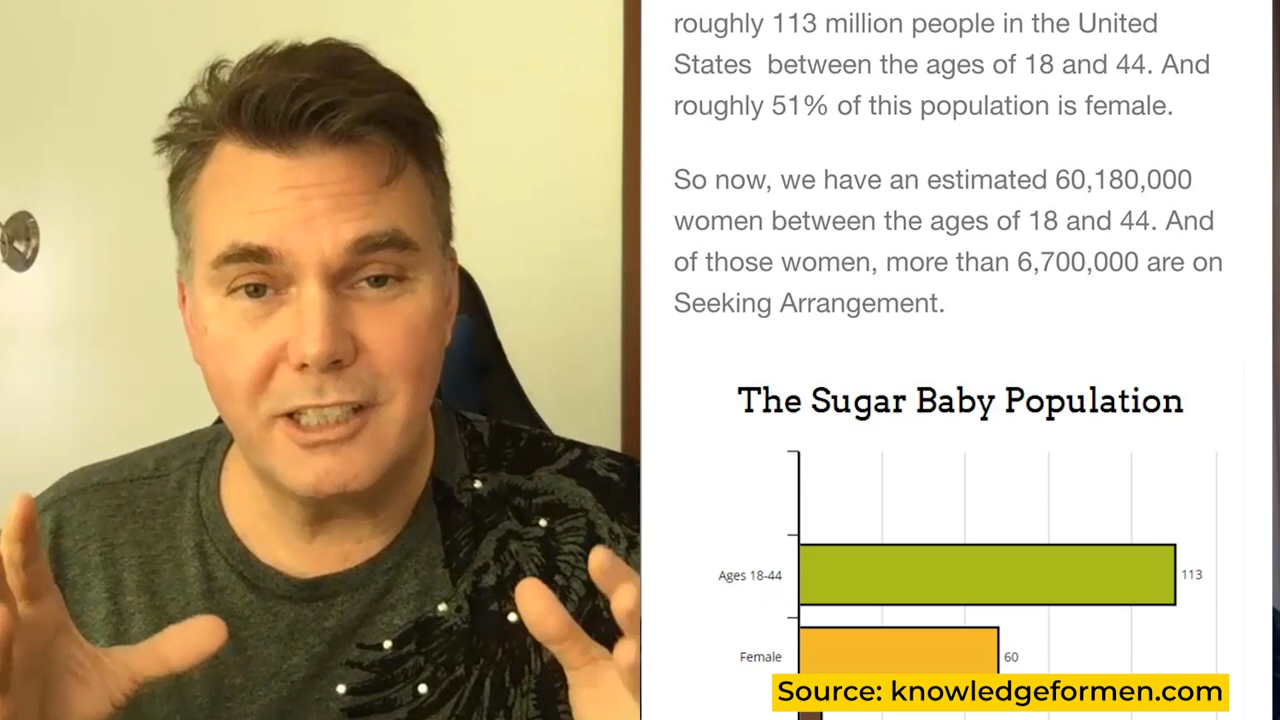 roughly 113 million people in the United
States  between the ages of 18 and 44. And
roughly 51% of this population is female.
So now, we have an estimated 60,180,000
women between the ages of 18 and 44. And
of those women, more than 6,700,000 are on
Seeking Arrangement.
The Sugar Baby Population
Ages 18-44
113
Female
60
Source: knowledgeformen.com